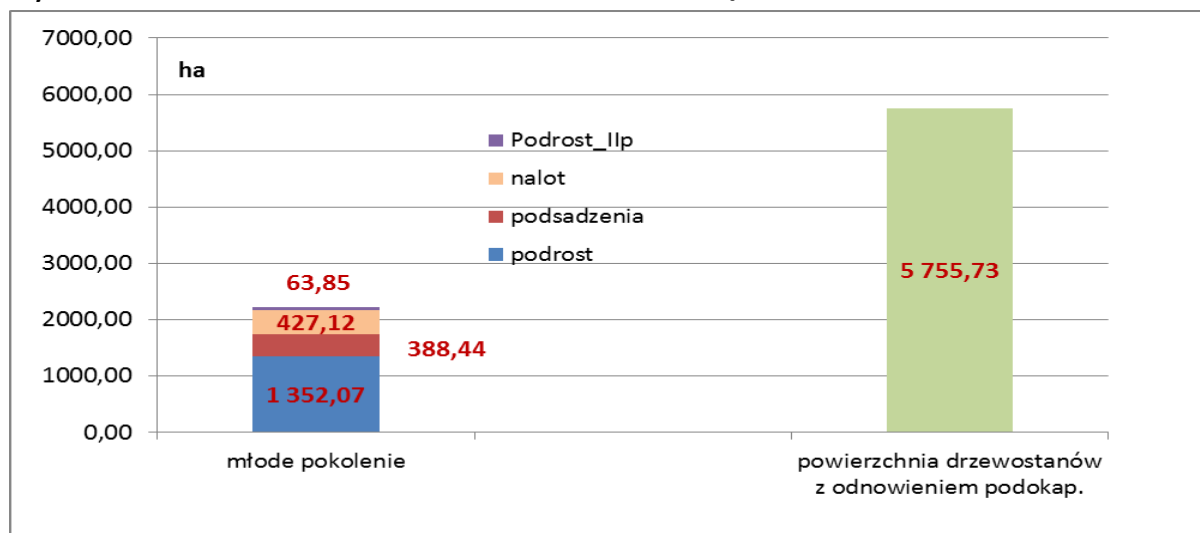 7000,00
ha
6000,00
5000,00
4000,00
3000,00
2000,00
1000,00
0,00
Podrost_IIp
nalot
podsadzenia
podrost
63,85
427,12
388,44
1 352,07
5 755,73
młode pokolenie
powierzchnia drzewostanów
z odnowieniem podokap.